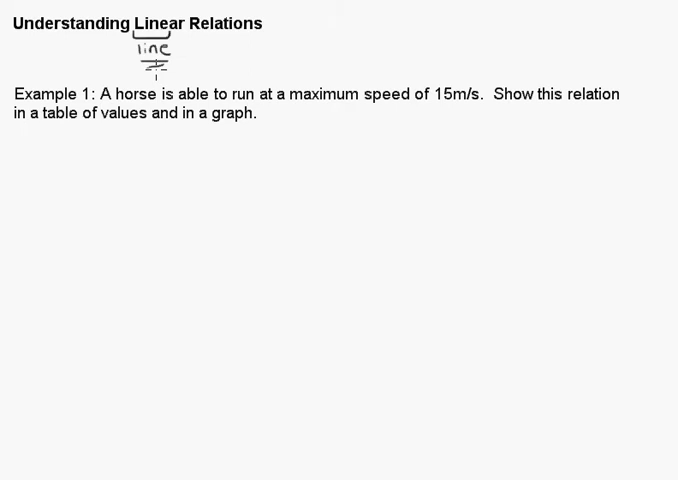 Understanding Linear Relations
line
Example 1: A horse is able to run at a maximum speed of 15m/s. Show this relation
in a table of values and in a graph.